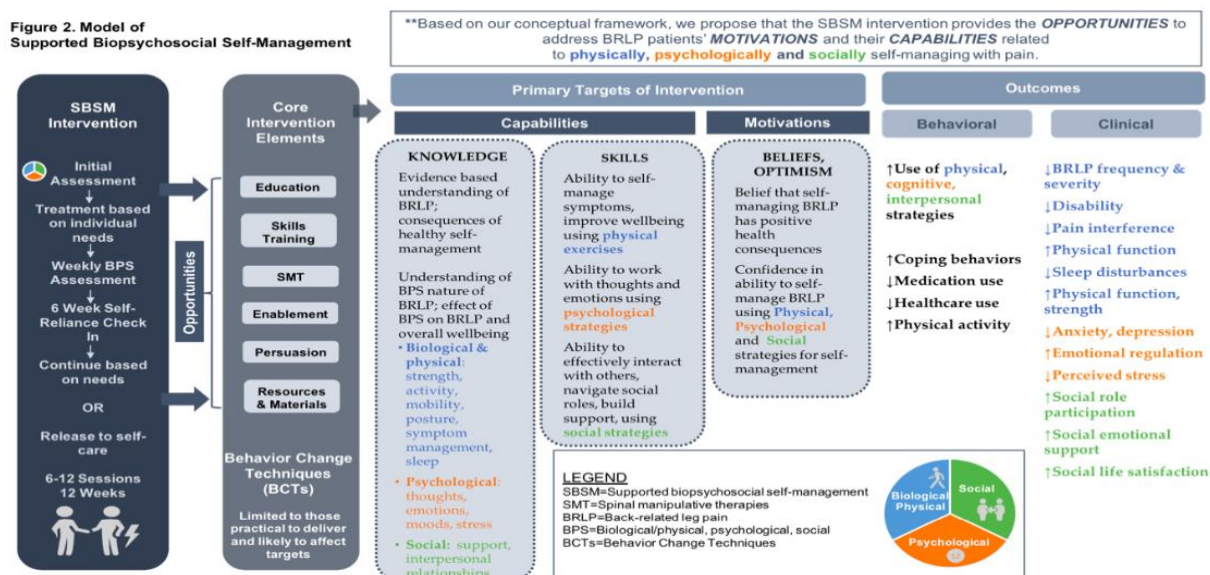 Figure 2. Model of
Supported Biopsychosocial Self-Management
**Based on our conceptual framework, we propose that the SBSM intervention provides the OPPORTUNITIES to
address BRLP patients' MOTIVATIONS and their CAPABILITIES related
to physically, psychologically and socially self-managing with pain.
SBSM
Intervention
Initial
Assessment
Treatment based
on individual
needs
Weekly BPS
Assessment
6 Week Self-
Reliance Check
In
Continue based
on needs
OR
Release to self-
care
6-12 Sessions
12 Weeks
Opportunities
Core
Intervention
Elements
Education
Skills
Training
SMT
Enablement
Persuasion
Resources
& Materials
Behavior Change
Techniques
(BCTs)
Limited to those
practical to deliver
and likely to affect
targets
Primary Targets of Intervention
Capabilities
KNOWLEDGE
Evidence based
understanding of
BRLP;
consequences of
healthy self-
management
Understanding of
BPS nature of
BRLP; effect of
BPS on BRLP and
overall wellbeing
• Biological &
physical:
strength,
activity,
mobility,
posture,
symptom
management,
sleep
• Psychological:
thoughts,
emotions,
moods, stress
• Social: support,
interpersonal
relationships
SKILLS
Ability to self-
manage
symptoms,
improve wellbeing
using physical
exercises
Ability to work
with thoughts and
emotions using
psychological
strategies
Ability to
effectively interact
with others,
navigate social
roles, build
support, using
social strategies
Motivations
BELIEFS,
OPTIMISM
Belief that self-
managing BRLP
has positive
health
consequences
Confidence in
ability to self-
manage BRLP
using Physical,
Psychological
and Social
strategies for self-
management
Outcomes
Behavioral
↑Use of physical,
cognitive,
interpersonal
strategies
↑Coping behaviors
↓Medication use
↓Healthcare use
↑Physical activity
Clinical
↓BRLP frequency &
severity
↓Disability
↓Pain interference
↑Physical function
↓Sleep disturbances
↑Physical function,
strength
↓Anxiety, depression
↑Emotional regulation
↓Perceived stress
↑Social role
participation
↑Social emotional
support
↑Social life satisfaction
LEGEND
SBSM=Supported biopsychosocial self-management
SMT=Spinal manipulative therapies
BRLP=Back-related leg pain
BPS=Biological/physical, psychological, social
BCTs=Behavior Change Techniques
Biological
Physical
Social
Psychological